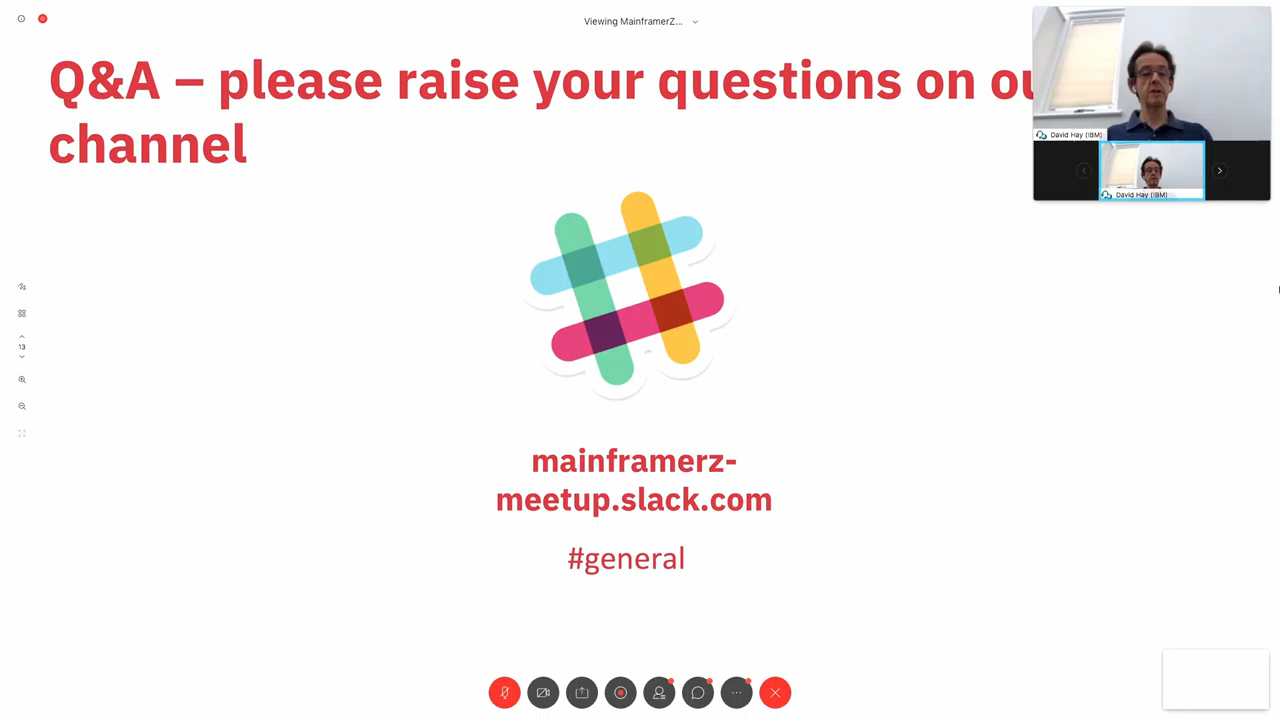 Viewing MainframerZ...
Q&A – please raise your questions on ou
channel
David Hay (IBM)
David Hay (IBM)
13
mainframerz-
meetup.slack.com
#general